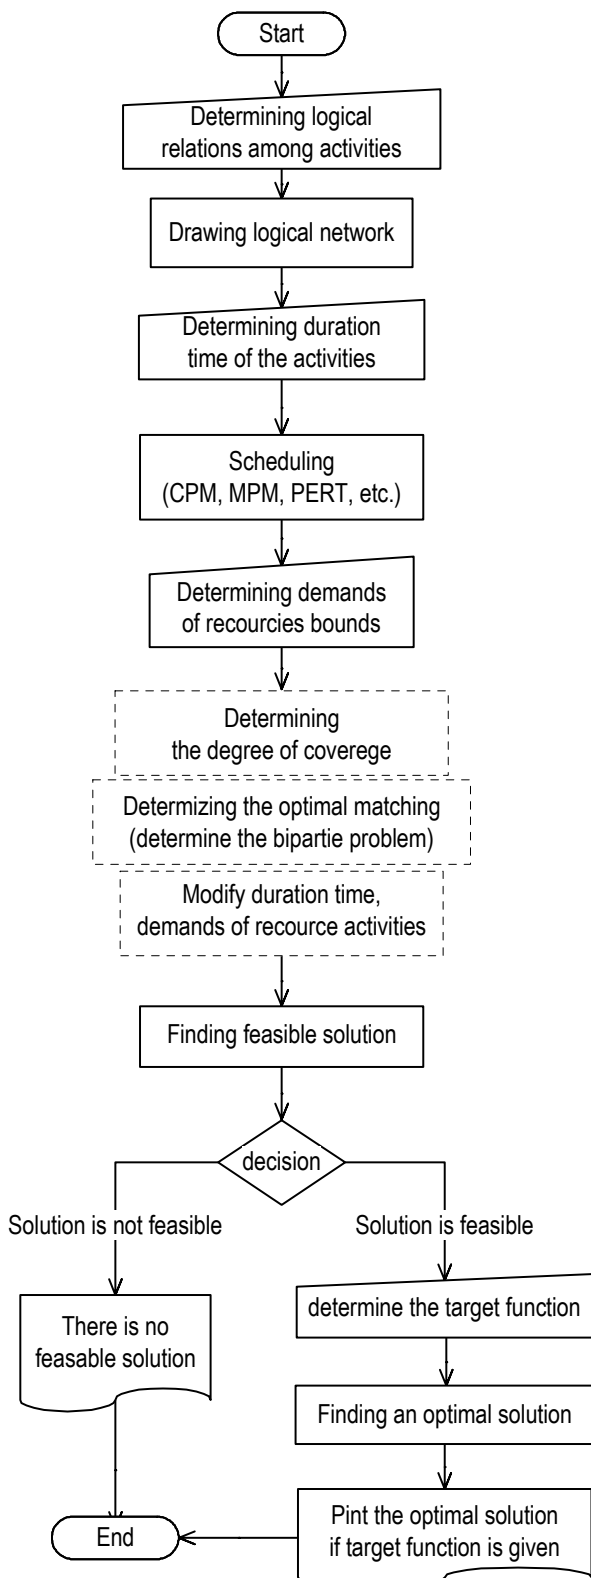 Start
Determining logical
relations among activities
Drawing logical network
Determining duration
time of the activities
Scheduling
(CPM, MPM, PERT, etc.)
Determining demands
of recourcies bounds
Determining
the degree of coverege
Determizing the optimal matching
(determine the bipartie problem)
Modify duration time,
demands of recource activities
Finding feasible solution
decision
Solution is not feasible
Solution is feasible
There is no
feasable solution
determine the target function
Finding an optimal solution
Pint the optimal solution
if target function is given
End